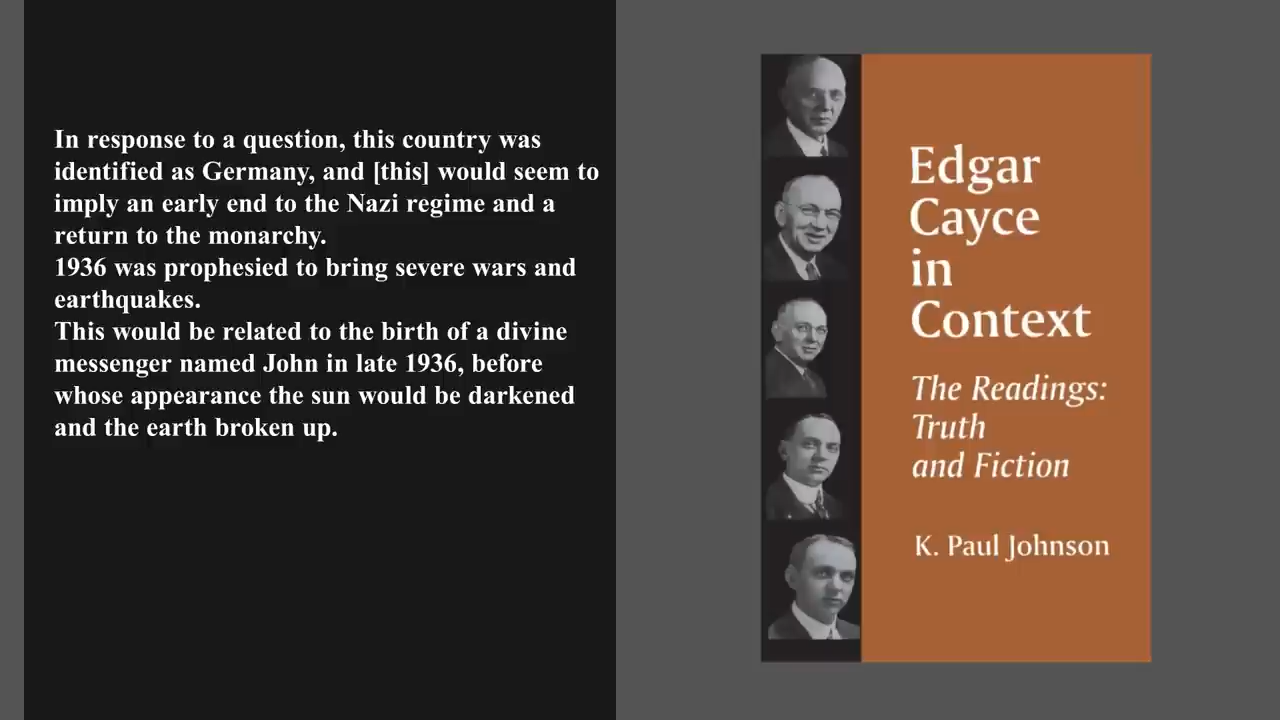 In response to a question, this country was
identified as Germany, and [this] would seem to
imply an early end to the Nazi regime and a
return to the monarchy.
1936 was prophesied to bring severe wars and
earthquakes.
This would be related to the birth of a divine
messenger named John in late 1936, before
whose appearance the sun would be darkened
and the earth broken up.
Edgar
Cayce
in
Context
The Readings:
Truth
and Fiction
K. Paul Johnson